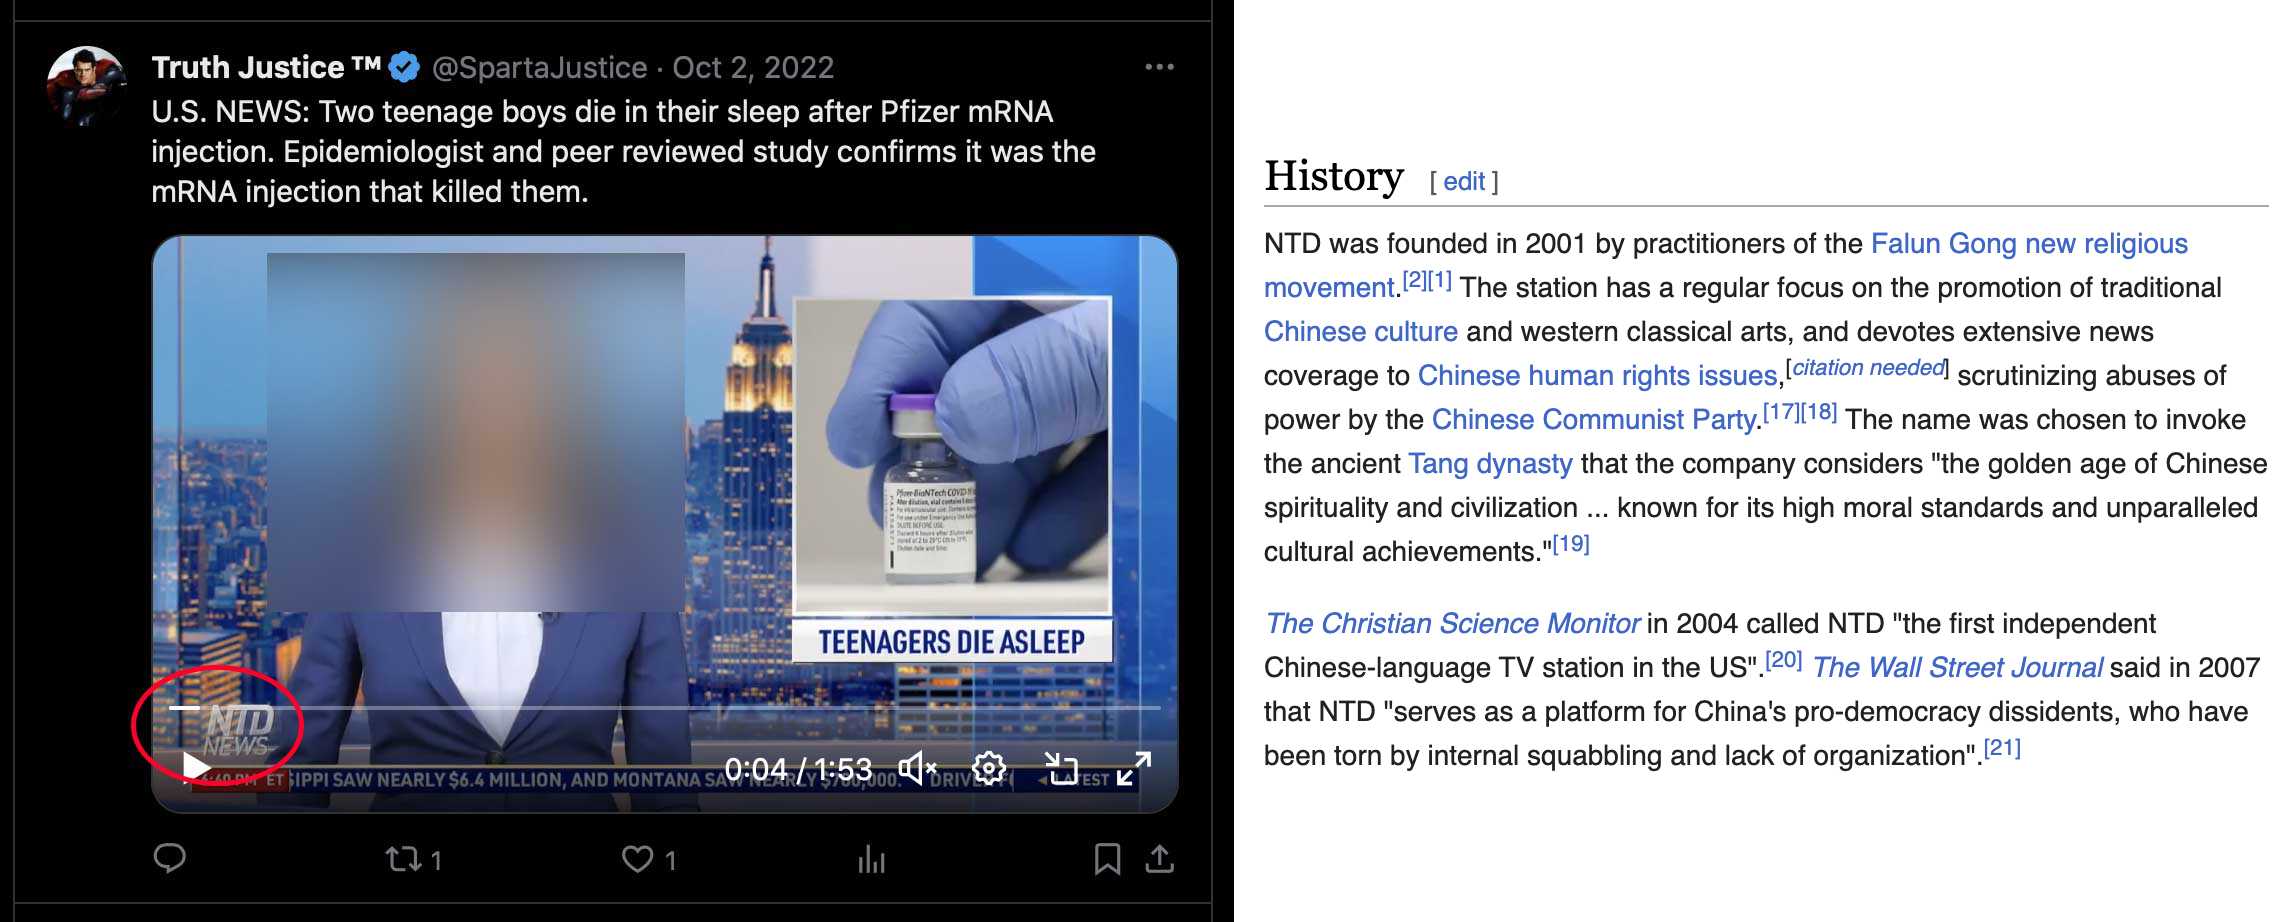 Truth Justice ™ @SpartaJustice · Oct 2, 2022
U.S. NEWS: Two teenage boys die in their sleep after Pfizer mRNA
injection. Epidemiologist and peer reviewed study confirms it was the
mRNA injection that killed them.
Pfizer-BioNTech COVID-19
After dilution, vial contains
TEENAGERS DIE ASLEEP
NTD
NEWS
0:04 / 1:53
PM ET SIPPI SAW NEARLY $6.4 MILLION, AND MONTANA SAW NEARLY LATEST
1
1
History [ edit ]
NTD was founded in 2001 by practitioners of the Falun Gong new religious
movement.[2][1] The station has a regular focus on the promotion of traditional
Chinese culture and western classical arts, and devotes extensive news
coverage to Chinese human rights issues,[citation needed] scrutinizing abuses of
power by the Chinese Communist Party.[17][18] The name was chosen to invoke
the ancient Tang dynasty that the company considers "the golden age of Chinese
spirituality and civilization ... known for its high moral standards and unparalleled
cultural achievements."[19]
The Christian Science Monitor in 2004 called NTD "the first independent
Chinese-language TV station in the US".[20] The Wall Street Journal said in 2007
that NTD "serves as a platform for China's pro-democracy dissidents, who have
been torn by internal squabbling and lack of organization".[21]